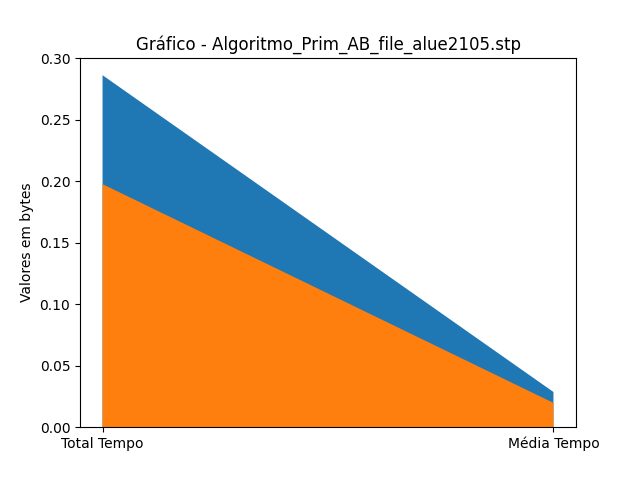 Gráfico - Algoritmo_Prim_AB_file_alue2105.stp
0.30
0.25
0.20
0.15
0.10
0.05
0.00
Valores em bytes
Total Tempo
Média Tempo